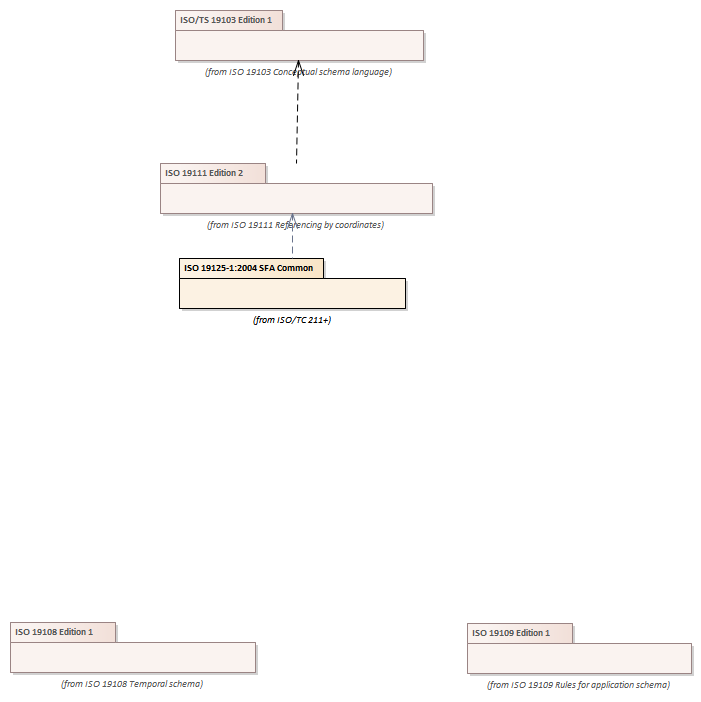 ISO/TS 19103 Edition 1
(from ISO 19103 Conceptual schema language)
ISO 19111 Edition 2
(from ISO 19111 Referencing by coordinates)
ISO 19125-1:2004 SFA Common
(from ISO/TC 211+)
ISO 19108 Edition 1
(from ISO 19108 Temporal schema)
ISO 19109 Edition 1
(from ISO 19109 Rules for application schema)